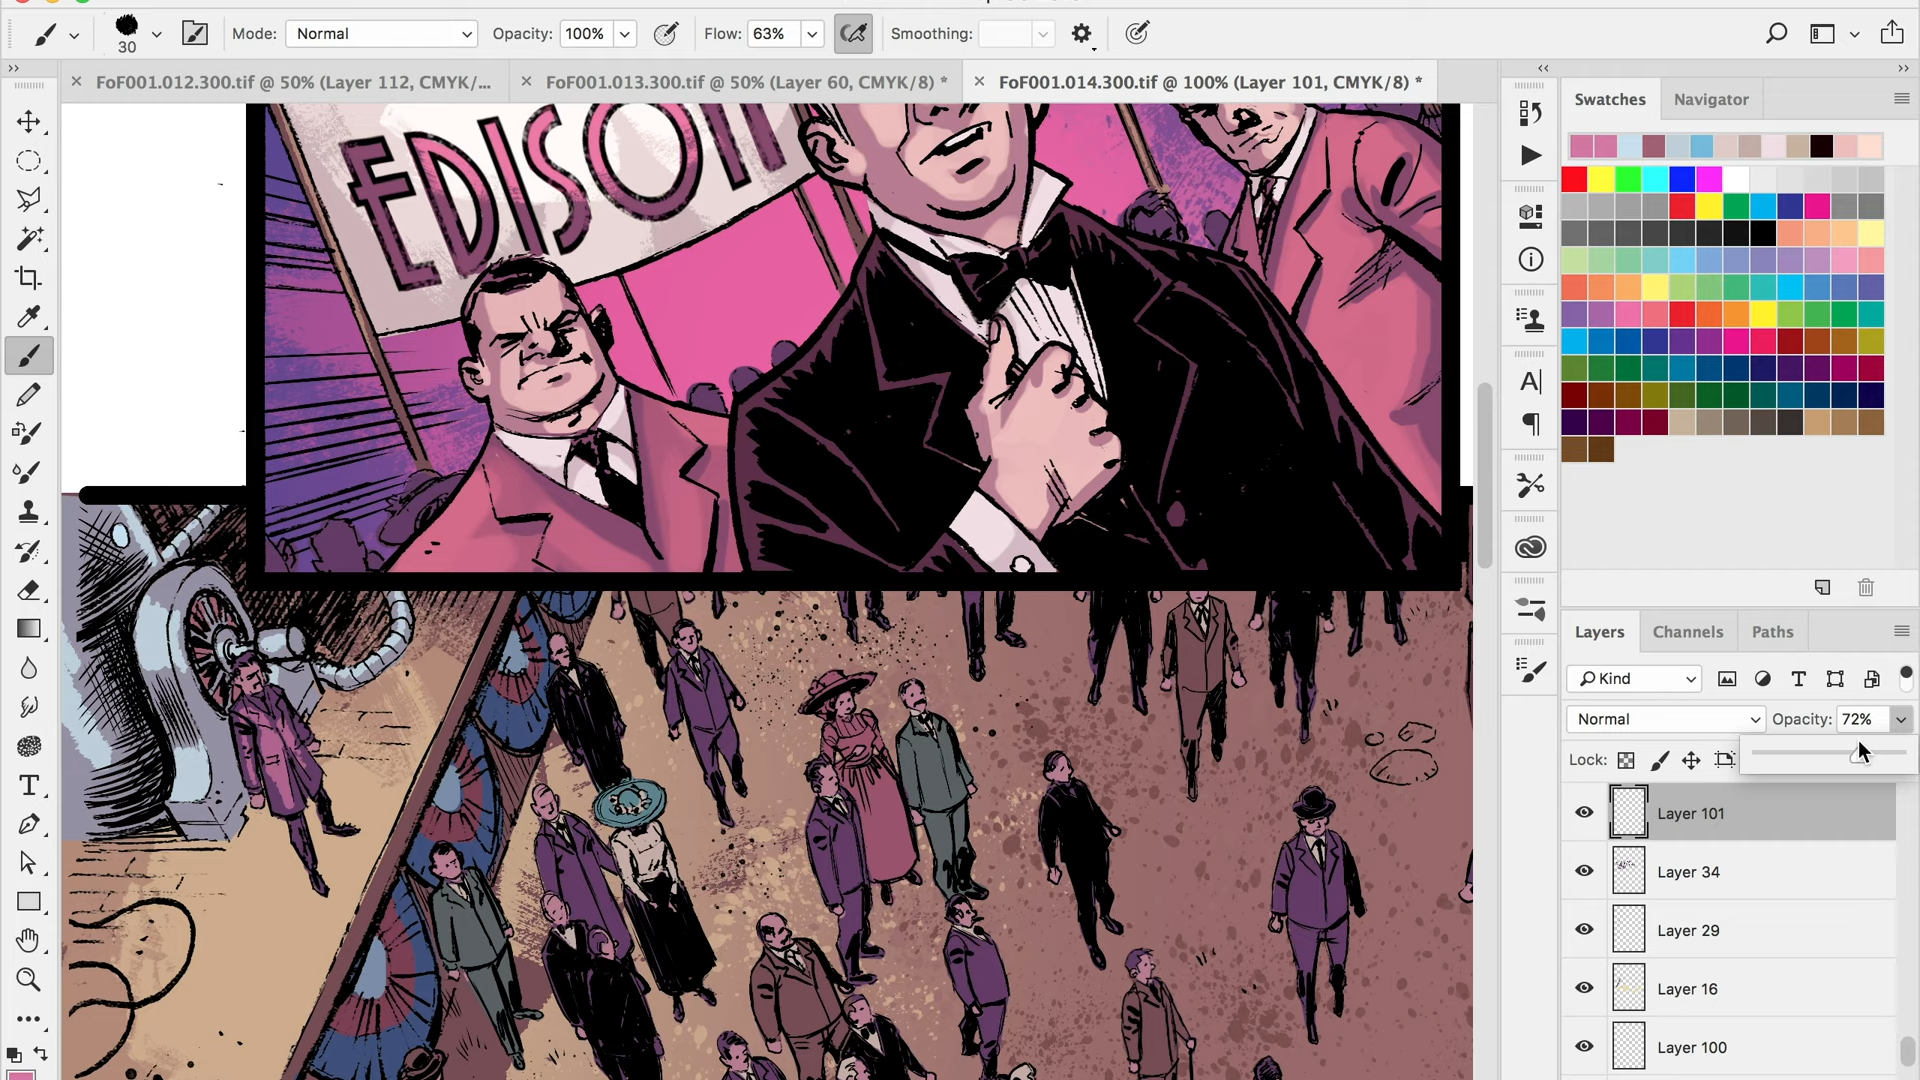 30
Mode:
Normal
Opacity:
100%
Flow:
63%
Smoothing:
FoF001.012.300.tif @ 50% (Layer 112, CMYK/...
FoF001.013.300.tif @ 50% (Layer 60, CMYK/8) *
FoF001.014.300.tif @ 100% (Layer 101, CMYK/8) *
EDISON
Swatches
Navigator
Layers
Channels
Paths
Kind
Normal
Opacity:
72%
Lock:
Layer 101
Layer 34
Layer 29
Layer 16
Layer 100